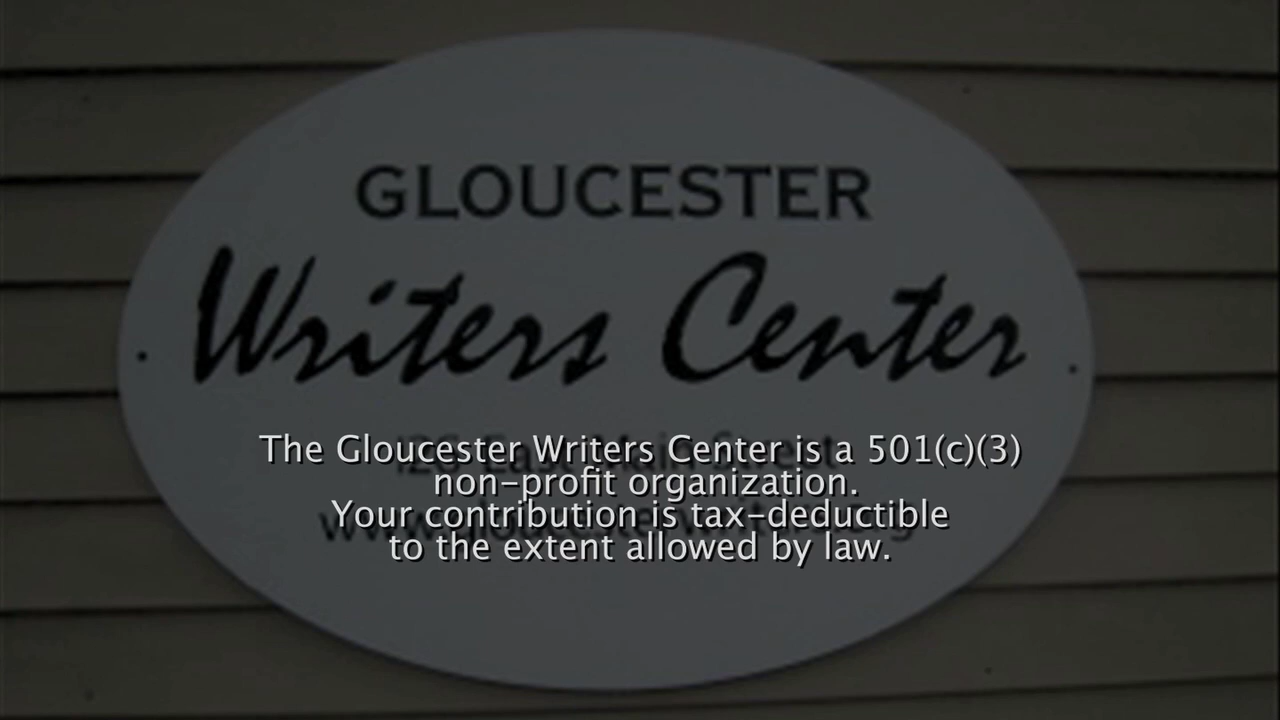 GLOUCESTER
Writers Center
The Gloucester Writers Center is a 501(c)(3)
non-profit organization.
Your contribution is tax-deductible
to the extent allowed by law.